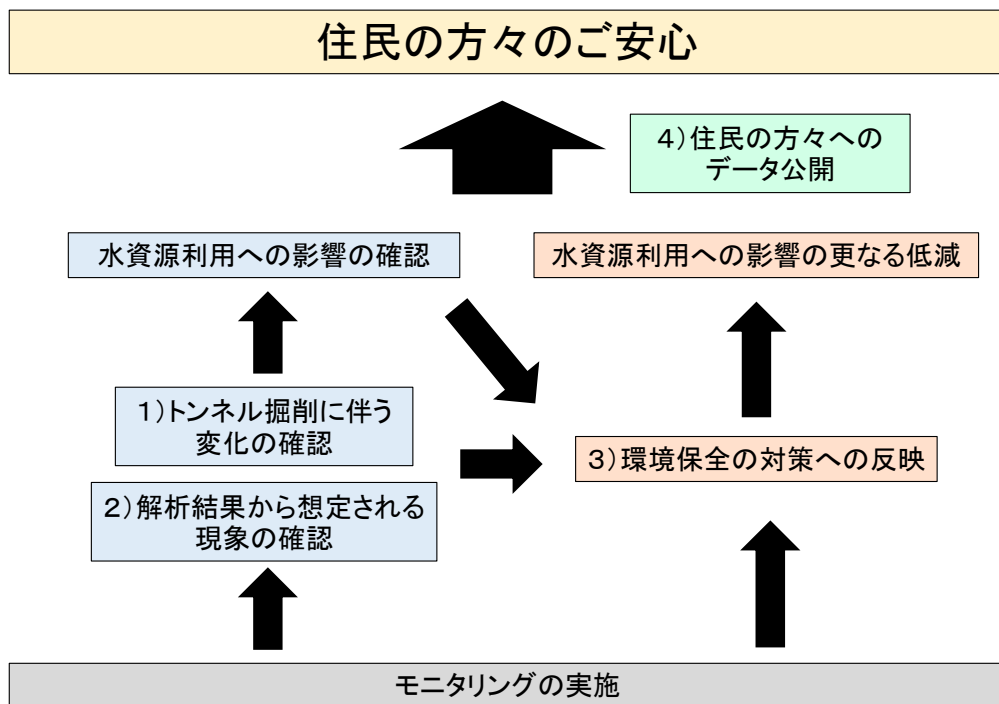 住民の方々のご安心
4）住民の方々への
データ公開
水資源利用への影響の確認
水資源利用への影響の更なる低減
1）トンネル掘削に伴う
変化の確認
3）環境保全の対策への反映
2）解析結果から想定される
現象の確認
モニタリングの実施